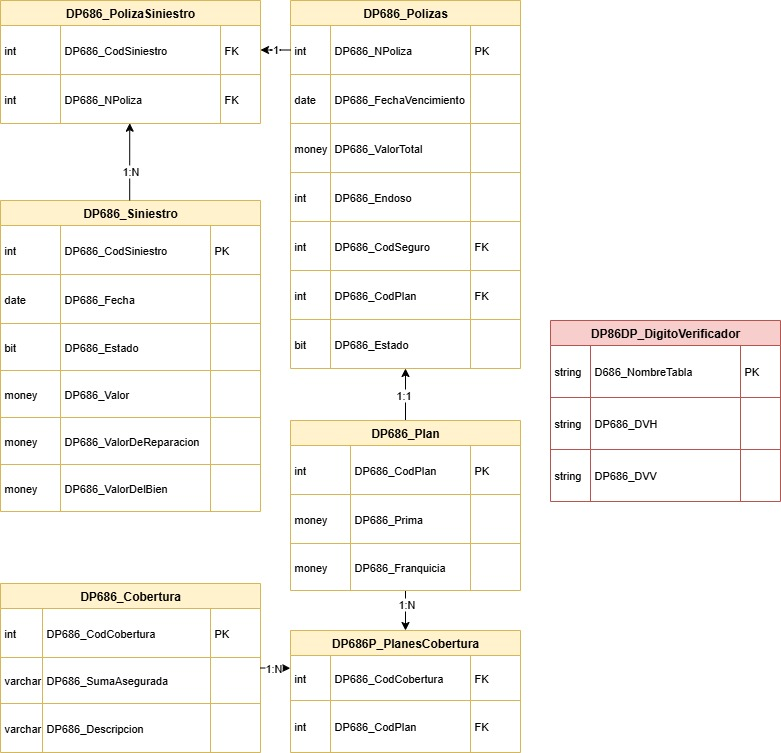 DP686_PolizaSiniestro
int DP686_CodSiniestro FK
int DP686_NPoliza FK
1
1:N
DP686_Polizas
int DP686_NPoliza PK
date DP686_FechaVencimiento
money DP686_ValorTotal
int DP686_Endoso
int DP686_CodSeguro FK
int DP686_CodPlan FK
bit DP686_Estado
DP686_Siniestro
int DP686_CodSiniestro PK
date DP686_Fecha
bit DP686_Estado
money DP686_Valor
money DP686_ValorDeReparacion
money DP686_ValorDelBien
DP86DP_DigitoVerificador
string D686_NombreTabla PK
string DP686_DVH
string DP686_DVV
1:1
DP686_Plan
int DP686_CodPlan PK
money DP686_Prima
money DP686_Franquicia
1:N
DP686_Cobertura
int DP686_CodCobertura PK
varchar DP686_SumaAsegurada
varchar DP686_Descripcion
1:N
DP686P_PlanesCobertura
int DP686_CodCobertura FK
int DP686_CodPlan FK